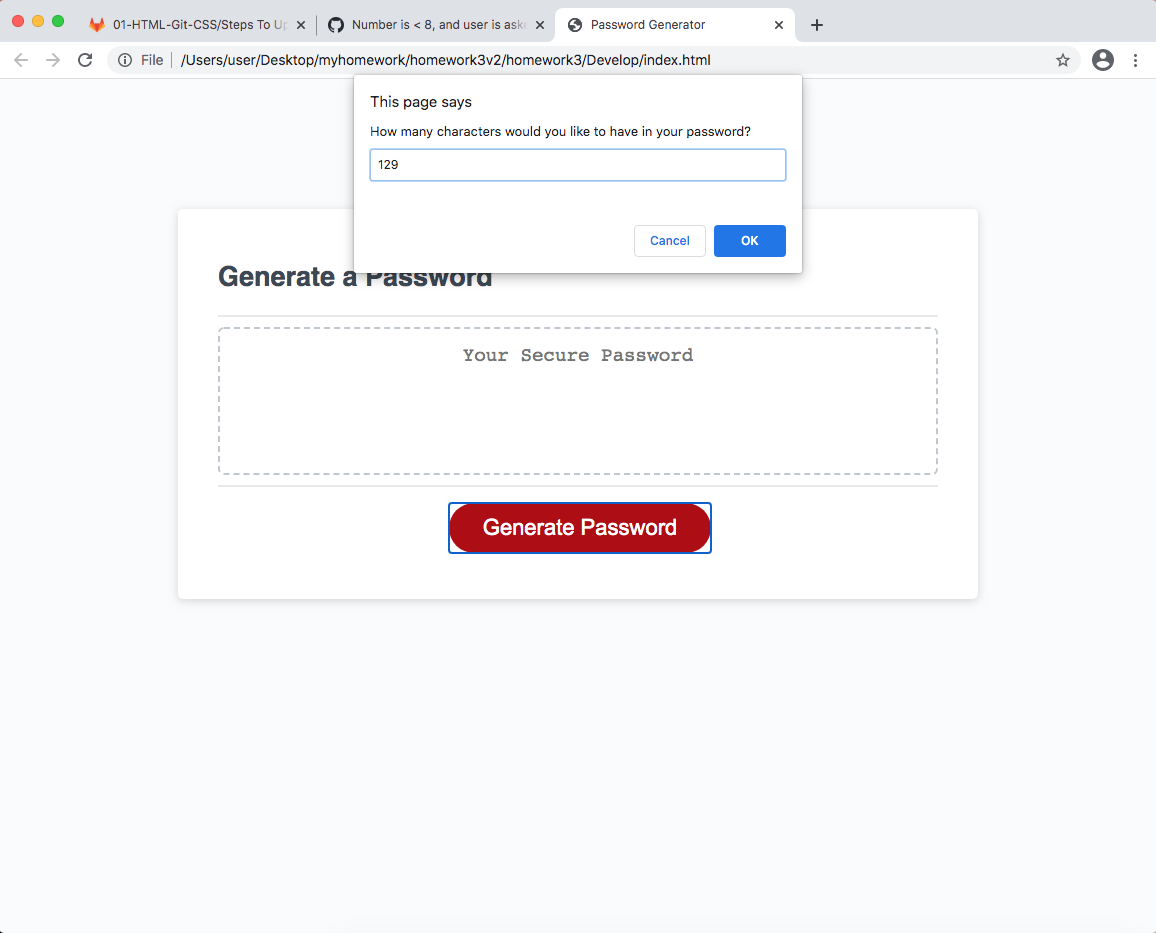 01-HTML-Git-CSS/Steps To Up
Number is < 8, and user is aske
Password Generator
File
/Users/user/Desktop/myhomework/homework3v2/homework3/Develop/index.html
This page says
How many characters would you like to have in your password?
129
Cancel
OK
Generate a Password
Your Secure Password
Generate Password